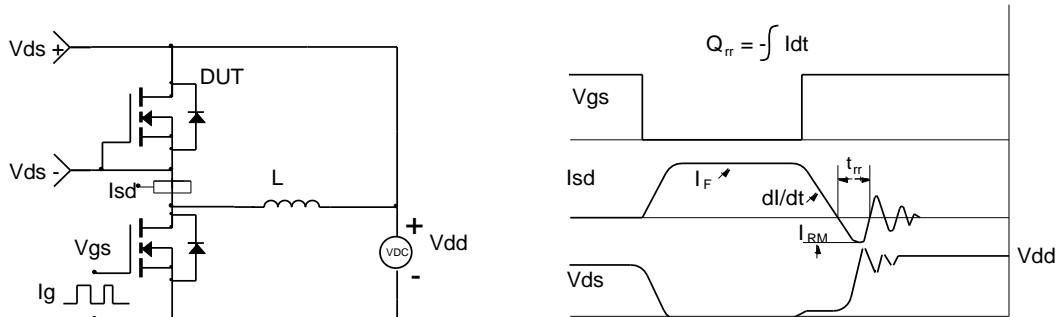 Vds +
DUT
Vds -
Isd
L
Vgs
+
VDC
Vdd
-
Ig
Qrr = -∫ Idt
Vgs
trr
Isd
IF
dI/dt
IRM
Vdd
Vds